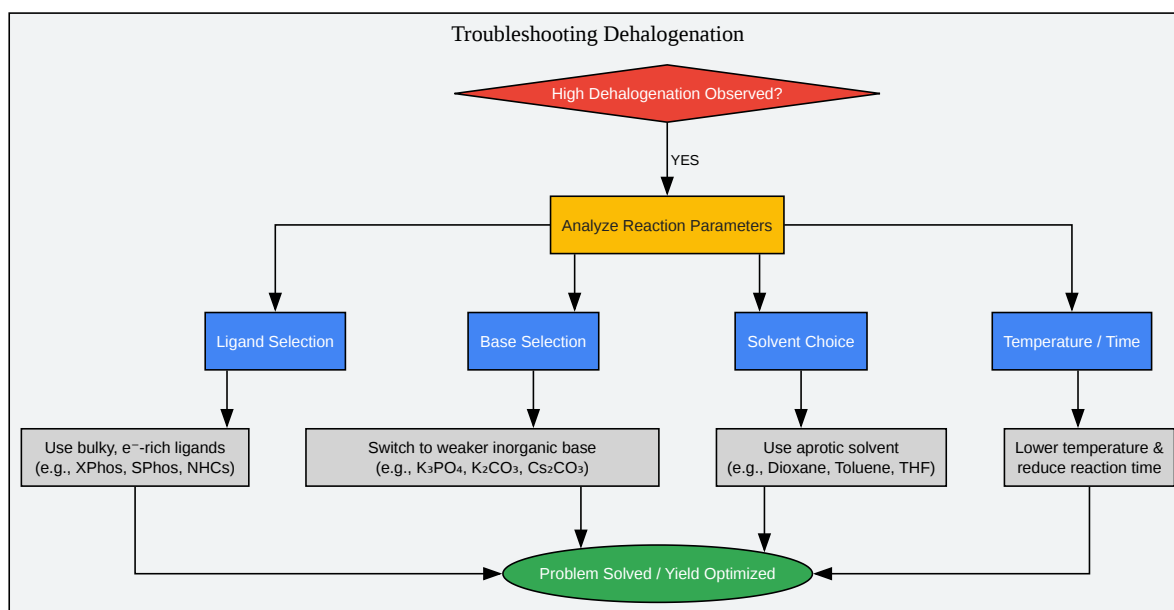 Troubleshooting Dehalogenation
High Dehalogenation Observed?
YES
Analyze Reaction Parameters
Ligand Selection
Base Selection
Solvent Choice
Temperature / Time
Use bulky, e⁻-rich ligands
(e.g., XPhos, SPhos, NHCs)
Switch to weaker inorganic base
(e.g., K₃PO₄, K₂CO₃, Cs₂CO₃)
Use aprotic solvent
(e.g., Dioxane, Toluene, THF)
Lower temperature &
reduce reaction time
Problem Solved / Yield Optimized